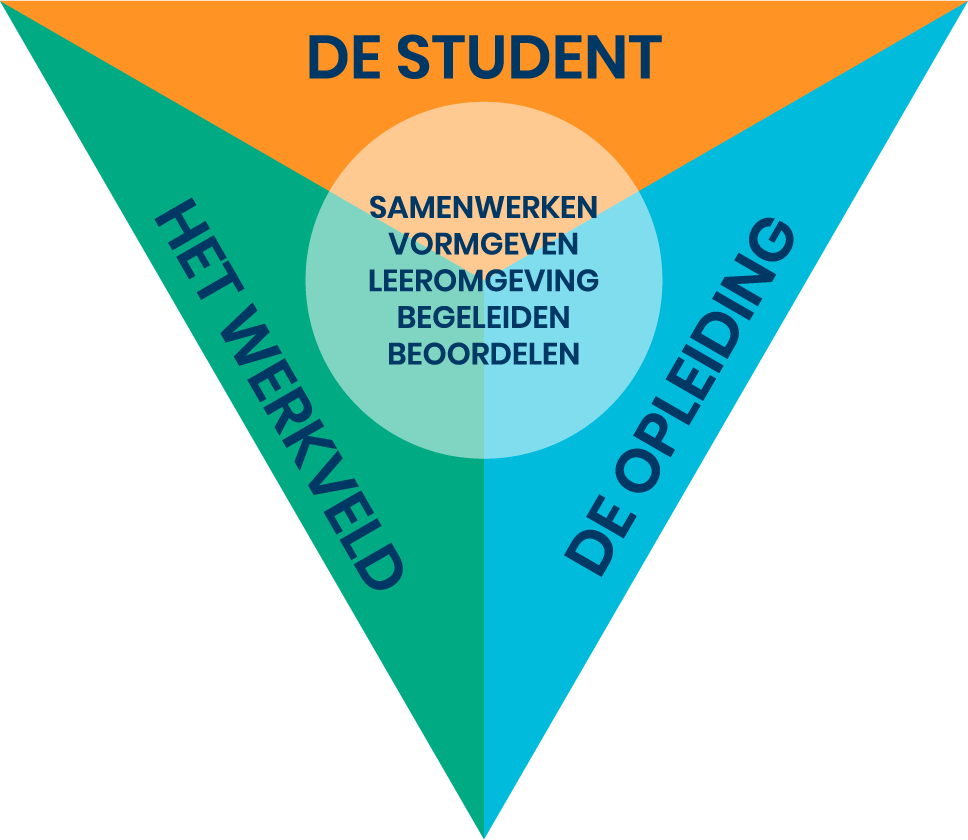 DE STUDENT
SAMENWERKEN
VORMGEVEN
LEEROMGEVING
BEGELEIDEN
BEOORDELEN
HET WERKVELD
DE OPLEIDING